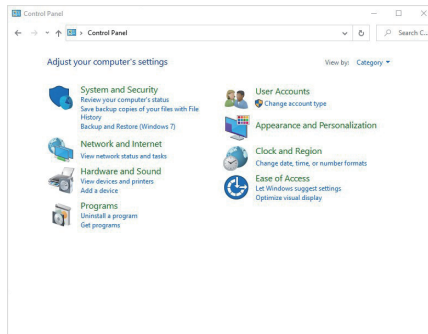 Control Panel
Control Panel
Search C...
Adjust your computer's settings
View by: Category
System and Security
Review your computer's status
Save backup copies of your files with File
History
Backup and Restore (Windows 7)
Network and Internet
View network status and tasks
Hardware and Sound
View devices and printers
Add a device
Programs
Uninstall a program
Get programs
User Accounts
Change account type
Appearance and Personalization
Clock and Region
Change date, time, or number formats
Ease of Access
Let Windows suggest settings
Optimize visual display